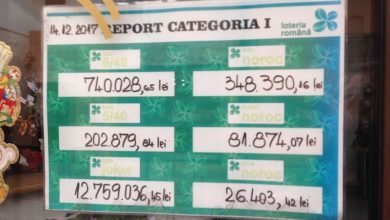 14.12.2017 REPORT CATEGORIA I
loteria
română
6/49
noroc
740.028,65 lei
348.390,16 lei
5/40
noroc
202.879,84 lei
81.874,07 lei
joker
noroc
12.759.036,45 lei
26.403,42 lei